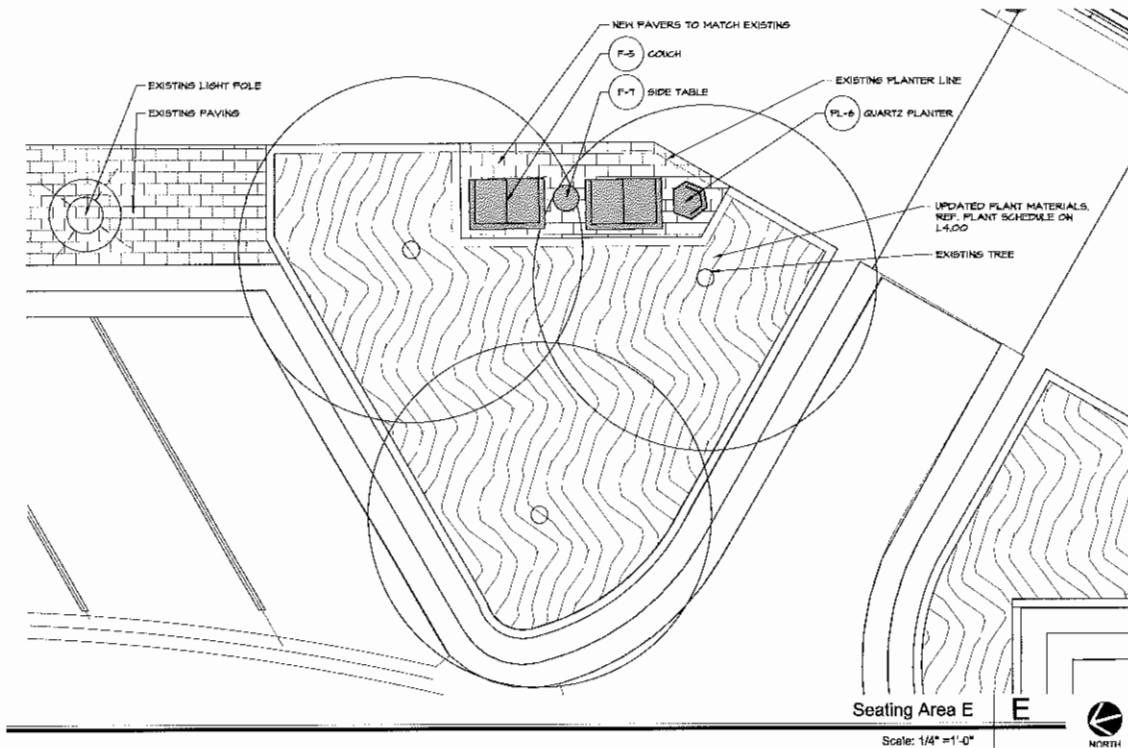 NEW PAVERS TO MATCH EXISTING
F-5 COUCH
F-7 SIDE TABLE
EXISTING LIGHT POLE
EXISTING PAVING
EXISTING PLANTER LINE
PL-6 QUARTZ PLANTER
UPDATED PLANT MATERIALS,
REF. PLANT SCHEDULE ON
L4.00
EXISTING TREE
Seating Area E
E
Scale: 1/4" =1'-0"
NORTH